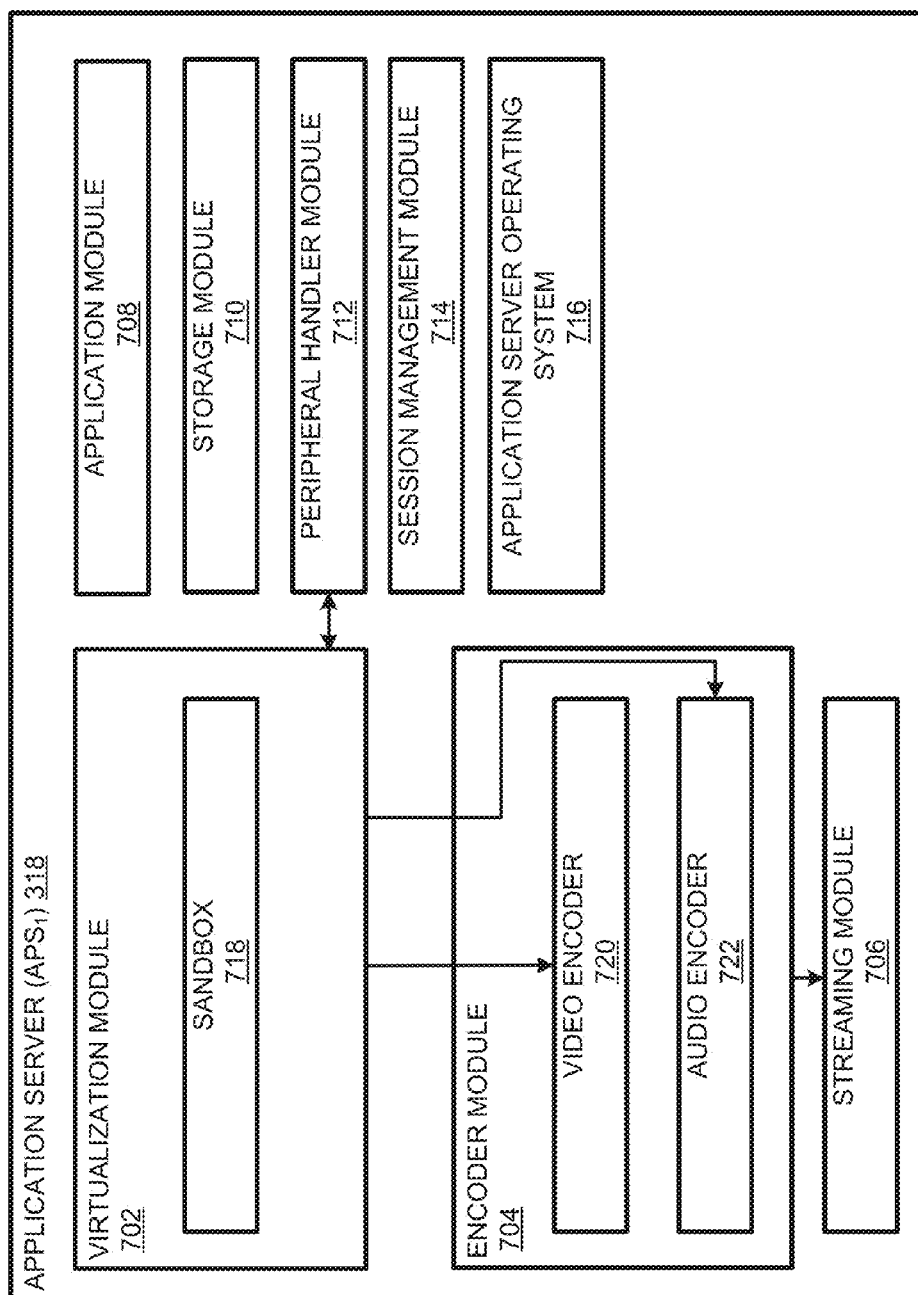 APPLICATION SERVER (APS₁) 318
VIRTUALIZATION MODULE
702
SANDBOX
718
ENCODER MODULE
704
VIDEO ENCODER
720
AUDIO ENCODER
722
STREAMING MODULE
706
APPLICATION MODULE
708
STORAGE MODULE
710
PERIPHERAL HANDLER MODULE
712
SESSION MANAGEMENT MODULE
714
APPLICATION SERVER OPERATING
SYSTEM
716